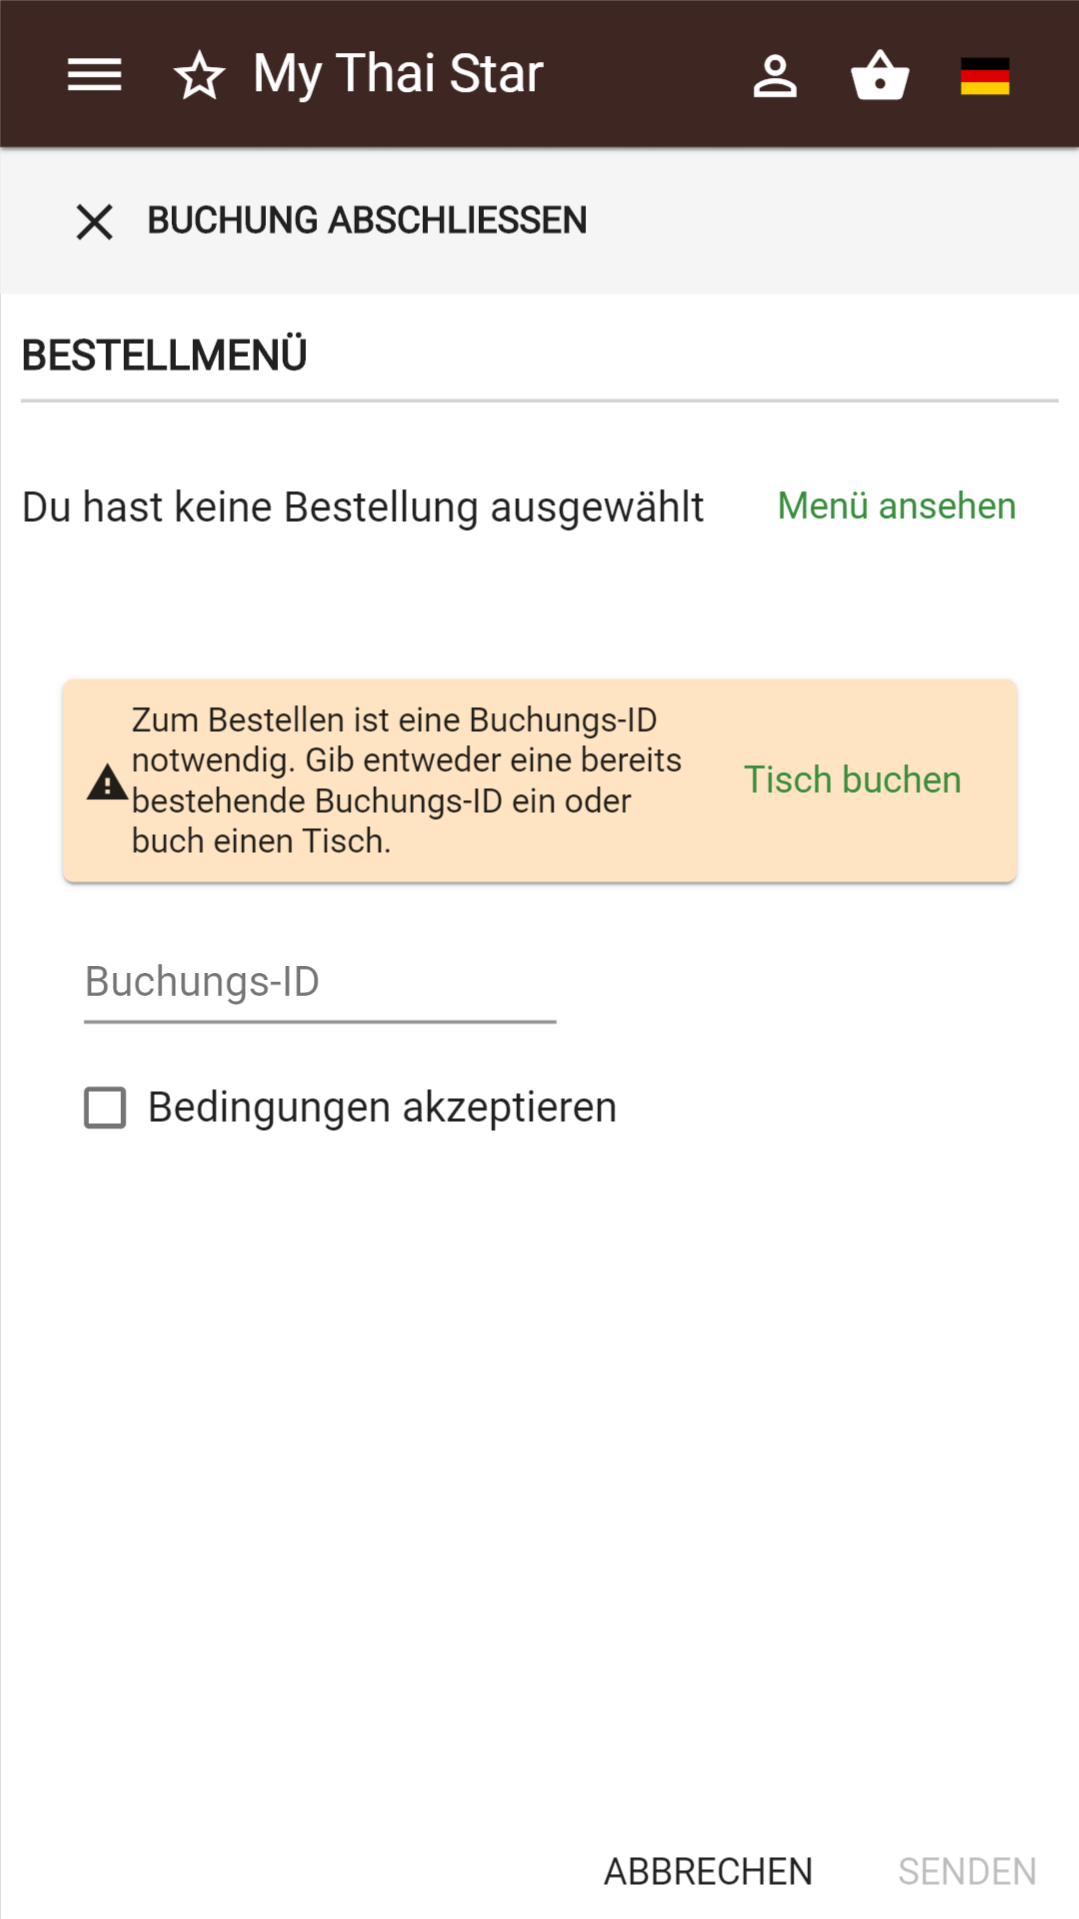 My Thai Star
BUCHUNG ABSCHLIESSEN
BESTELLMENÜ
Du hast keine Bestellung ausgewählt
Menü ansehen
Zum Bestellen ist eine Buchungs-ID
notwendig. Gib entweder eine bereits
bestehende Buchungs-ID ein oder
buch einen Tisch.
Tisch buchen
Buchungs-ID
Bedingungen akzeptieren
ABBRECHEN
SENDEN